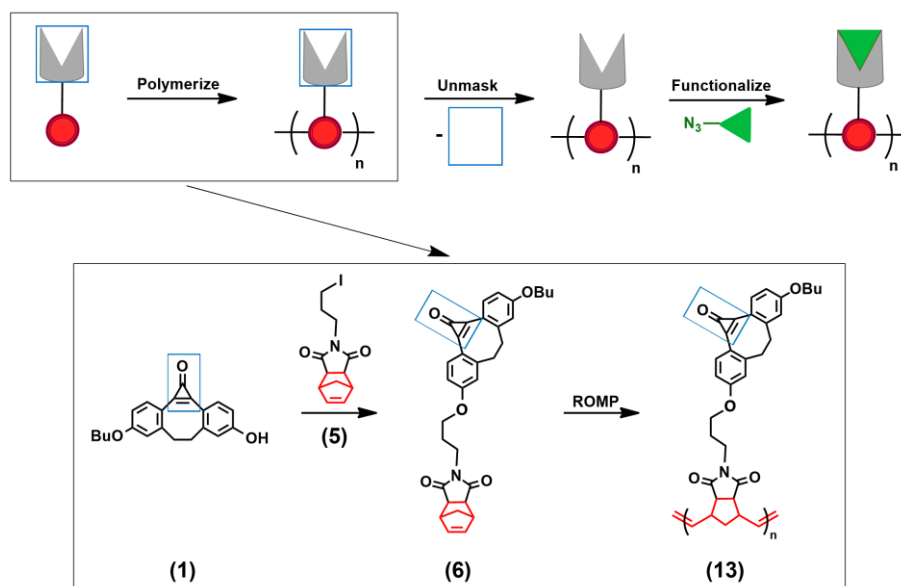 Polymerize
( ) n
Unmask
-
( ) n
Functionalize
N3
( ) n
I
O N O
(5)
O
BuO OH
(1)
O OBu
O
N
O O
(6)
ROMP
O OBu
O
N
O O
( ) n
(13)